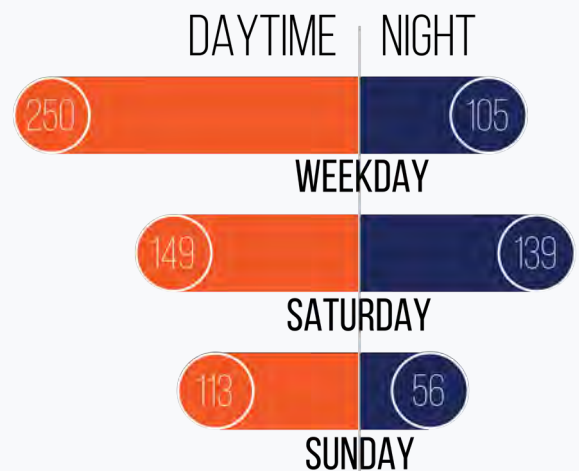 DAYTIME NIGHT
250 105
WEEKDAY
149 139
SATURDAY
113 56
SUNDAY